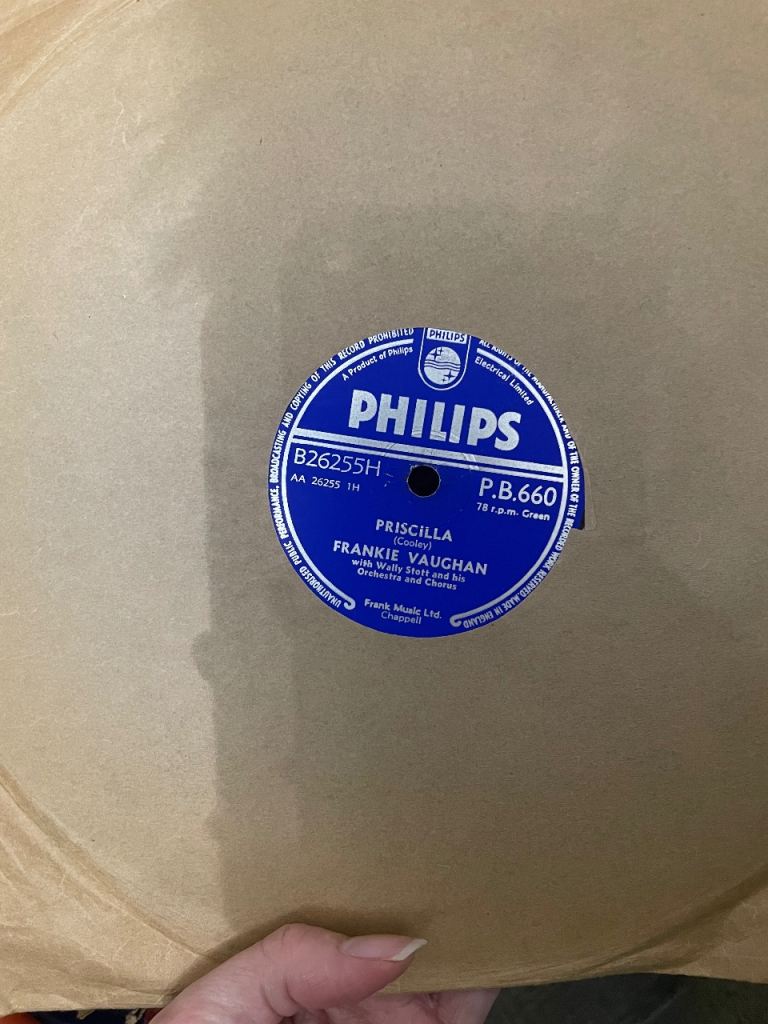 UNAUTHORISED PUBLIC PERFORMANCE, BROADCASTING AND COPYING OF THIS RECORD PROHIBITED
ALL RIGHTS OF THE MANUFACTURER AND OF THE OWNER OF THE RECORDED WORK RESERVED. MADE IN ENGLAND
PHILIPS
A Product of Philips
Electrical Limited
PHILIPS
B26255H
AA 26255 1H
P.B.660
78 r.p.m. Green
PRISCiLLA
(Cooley)
FRANKIE VAUGHAN
with Wally Stott and his
Orchestra and Chorus
Frank Music Ltd.
Chappell